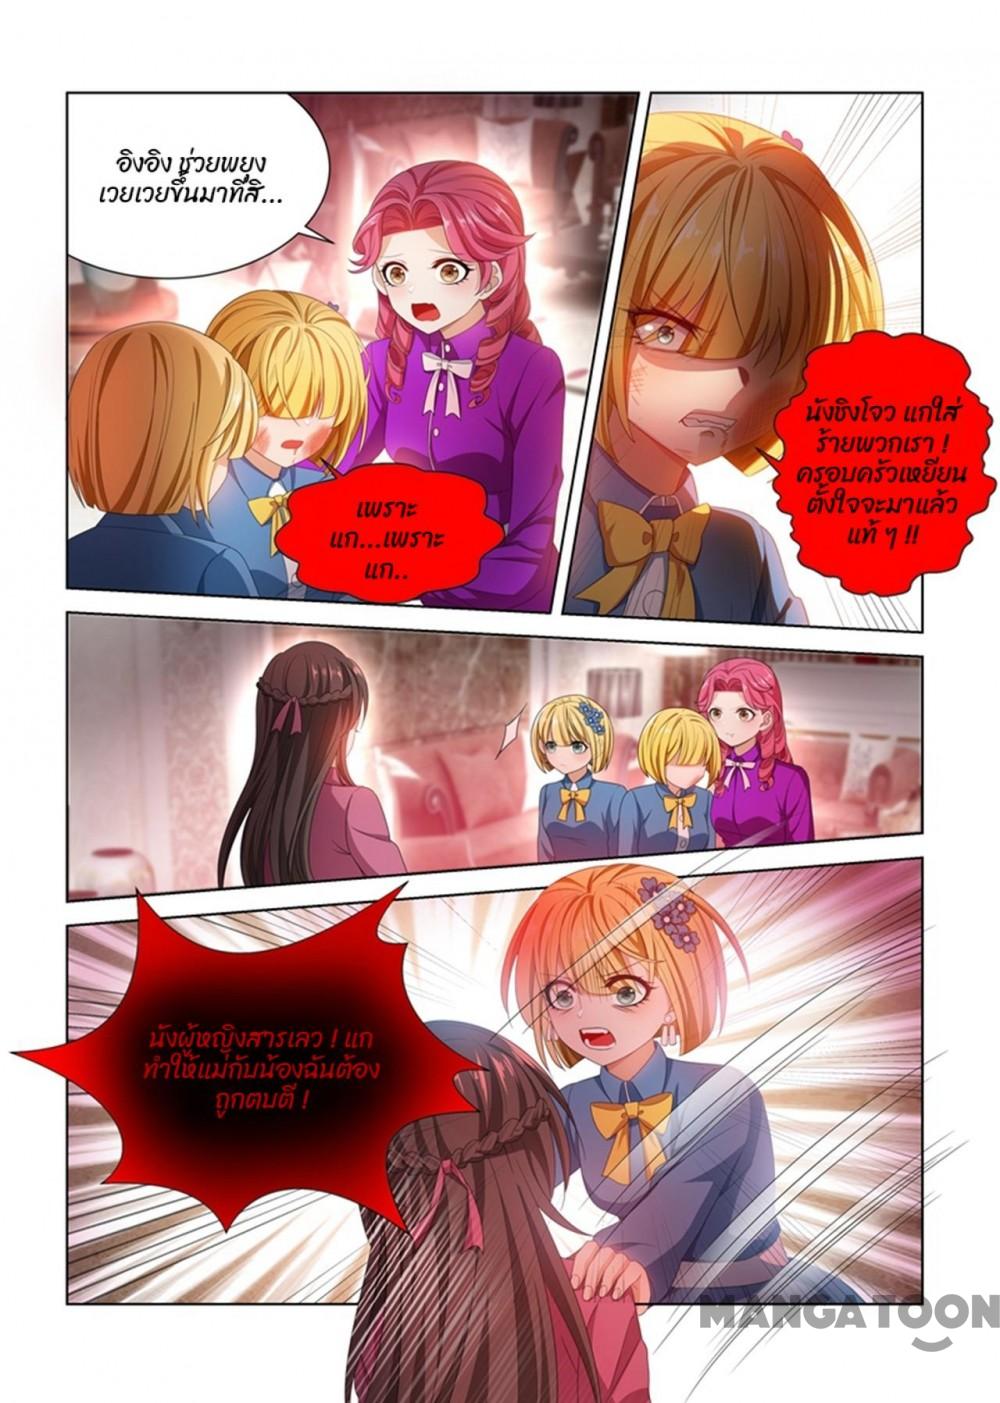 อิงอิง ช่วยพยุง
เวยเวยขึ้นมาทีสิ...
เพราะ
แก...เพราะ
แก..
นังชิงโจว แกใส่
ร้ายพวกเรา !
ครอบครัวเหยียน
ตั้งใจจะมาแล้ว
แท้ ๆ !!
นังผู้หญิงสารเลว ! แก
ทำให้แม่กับน้องฉันต้อง
ถูกตบตี !
MANGATOON